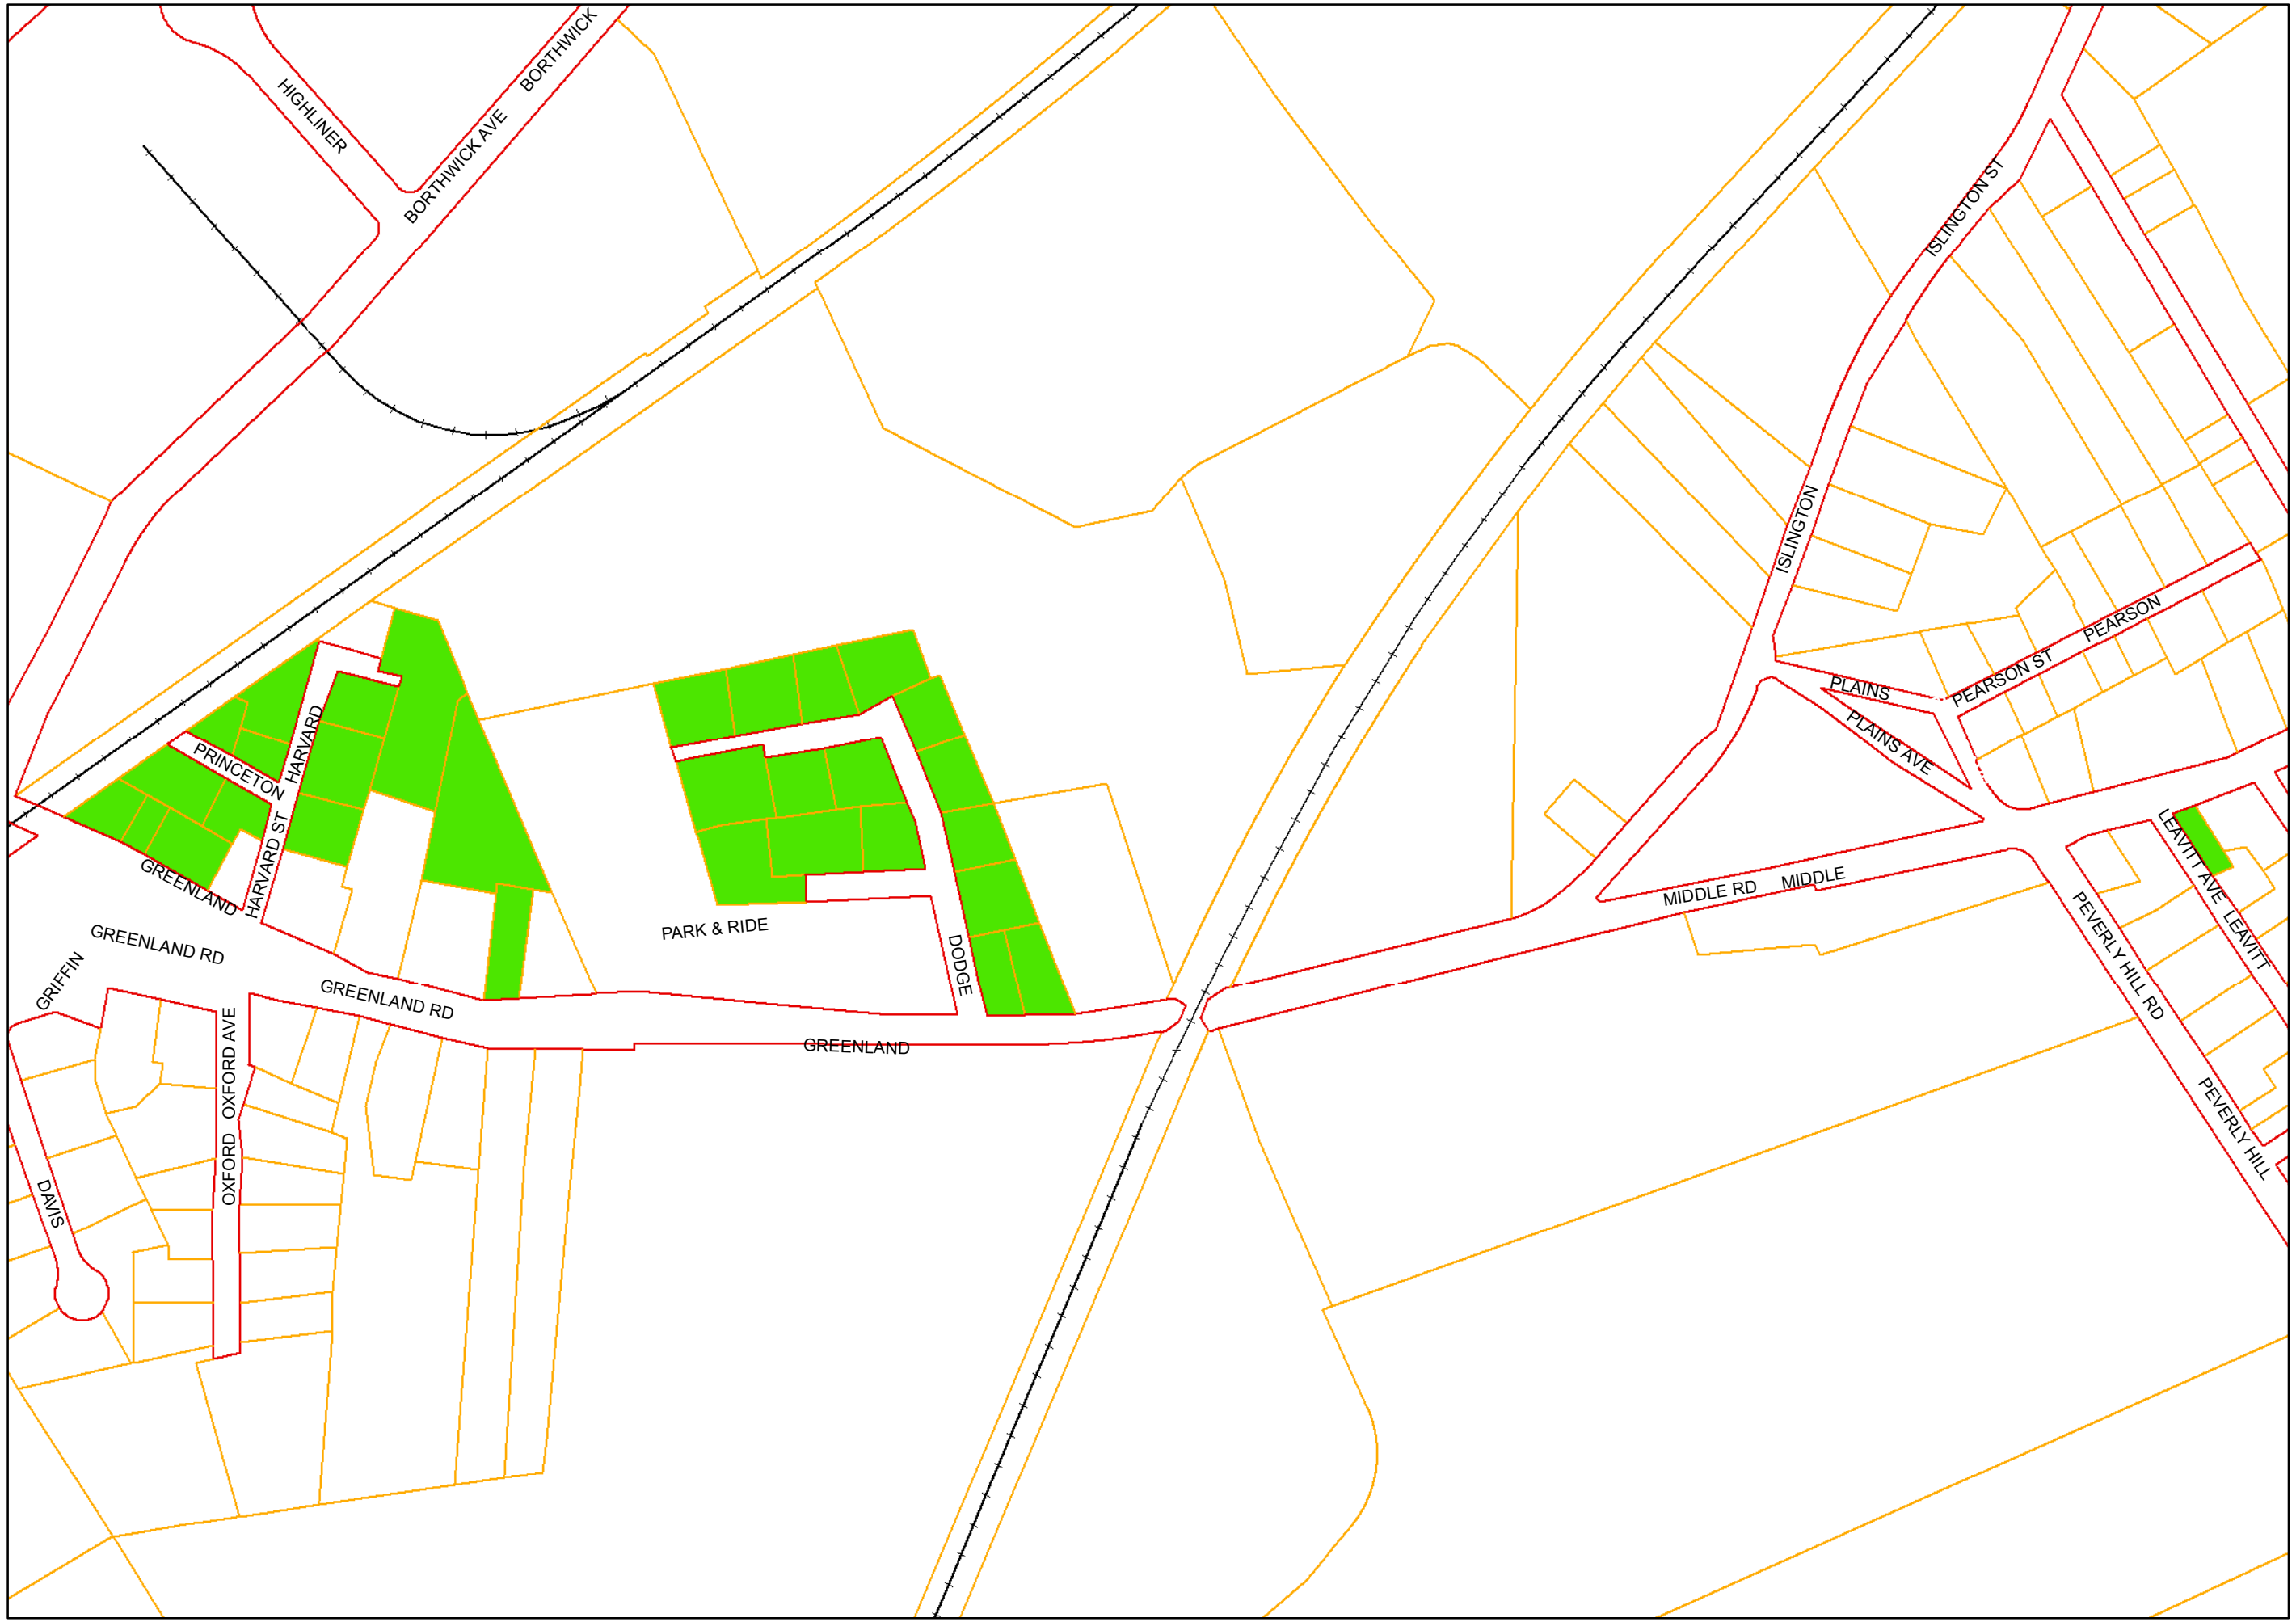 BORTHWICK
HIGHLINER
BORTHWICK AVE
ISLINGTON ST
ISLINGTON
PEARSON
PEARSON ST
PLAINS
PLAINS AVE
HARVARD
PRINCETON
HARVARD ST
GREENLAND
LEAVITT AVE
LEAVITT
MIDDLE RD
MIDDLE
PEVERLY HILL RD
PEVERLY HILL
PARK & RIDE
DODGE
GREENLAND RD
GRIFFIN
GREENLAND RD
GREENLAND
OXFORD AVE
OXFORD
DAVIS